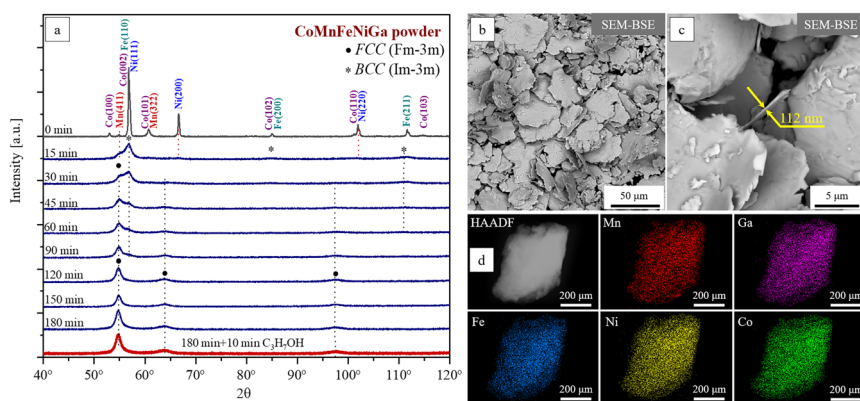 a
CoMnFeNiGa powder
● FCC (Fm-3m)
* BCC (Im-3m)
Co(100)
Mn(411)
Co(002)
Fe(110)
Ni(111)
Co(101)
Mn(322)
Ni(200)
Co(102)
Fe(200)
Co(110)
Ni(220)
Fe(211)
Co(103)
0 min
15 min
30 min
45 min
60 min
90 min
120 min
150 min
180 min
180 min+10 min C₃H₇OH
Intensity [a.u.]
40 50° 60° 70° 80° 90° 100° 110° 120°
2θ
b
SEM-BSE
50 μm
c
SEM-BSE
112 nm
5 μm
HAADF
d
200 μm
Mn
200 μm
Ga
200 μm
Fe
200 μm
Ni
200 μm
Co
200 μm